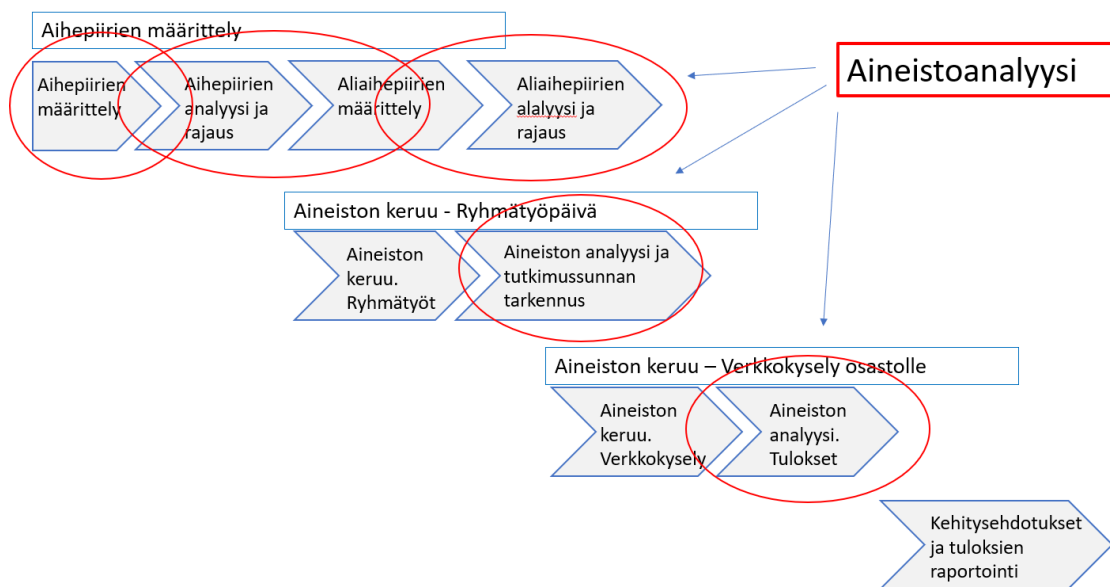 Aihepiirien määrittely
Aineistoanalyysi
Aihepiirien
määrittely
Aihepiirien
analyysi ja
rajaus
Aliaihepiirien
määrittely
Aliaihepiirien
alalyysi ja
rajaus
Aineiston keruu - Ryhmätyöpäivä
Aineiston
keruu.
Ryhmätyöt
Aineiston analyysi ja
tutkimussunnan
tarkennus
Aineiston keruu – Verkkokysely osastolle
Aineiston
keruu.
Verkkokysely
Aineiston
analyysi.
Tulokset
Kehitysehdotukset
ja tuloksien
raportointi